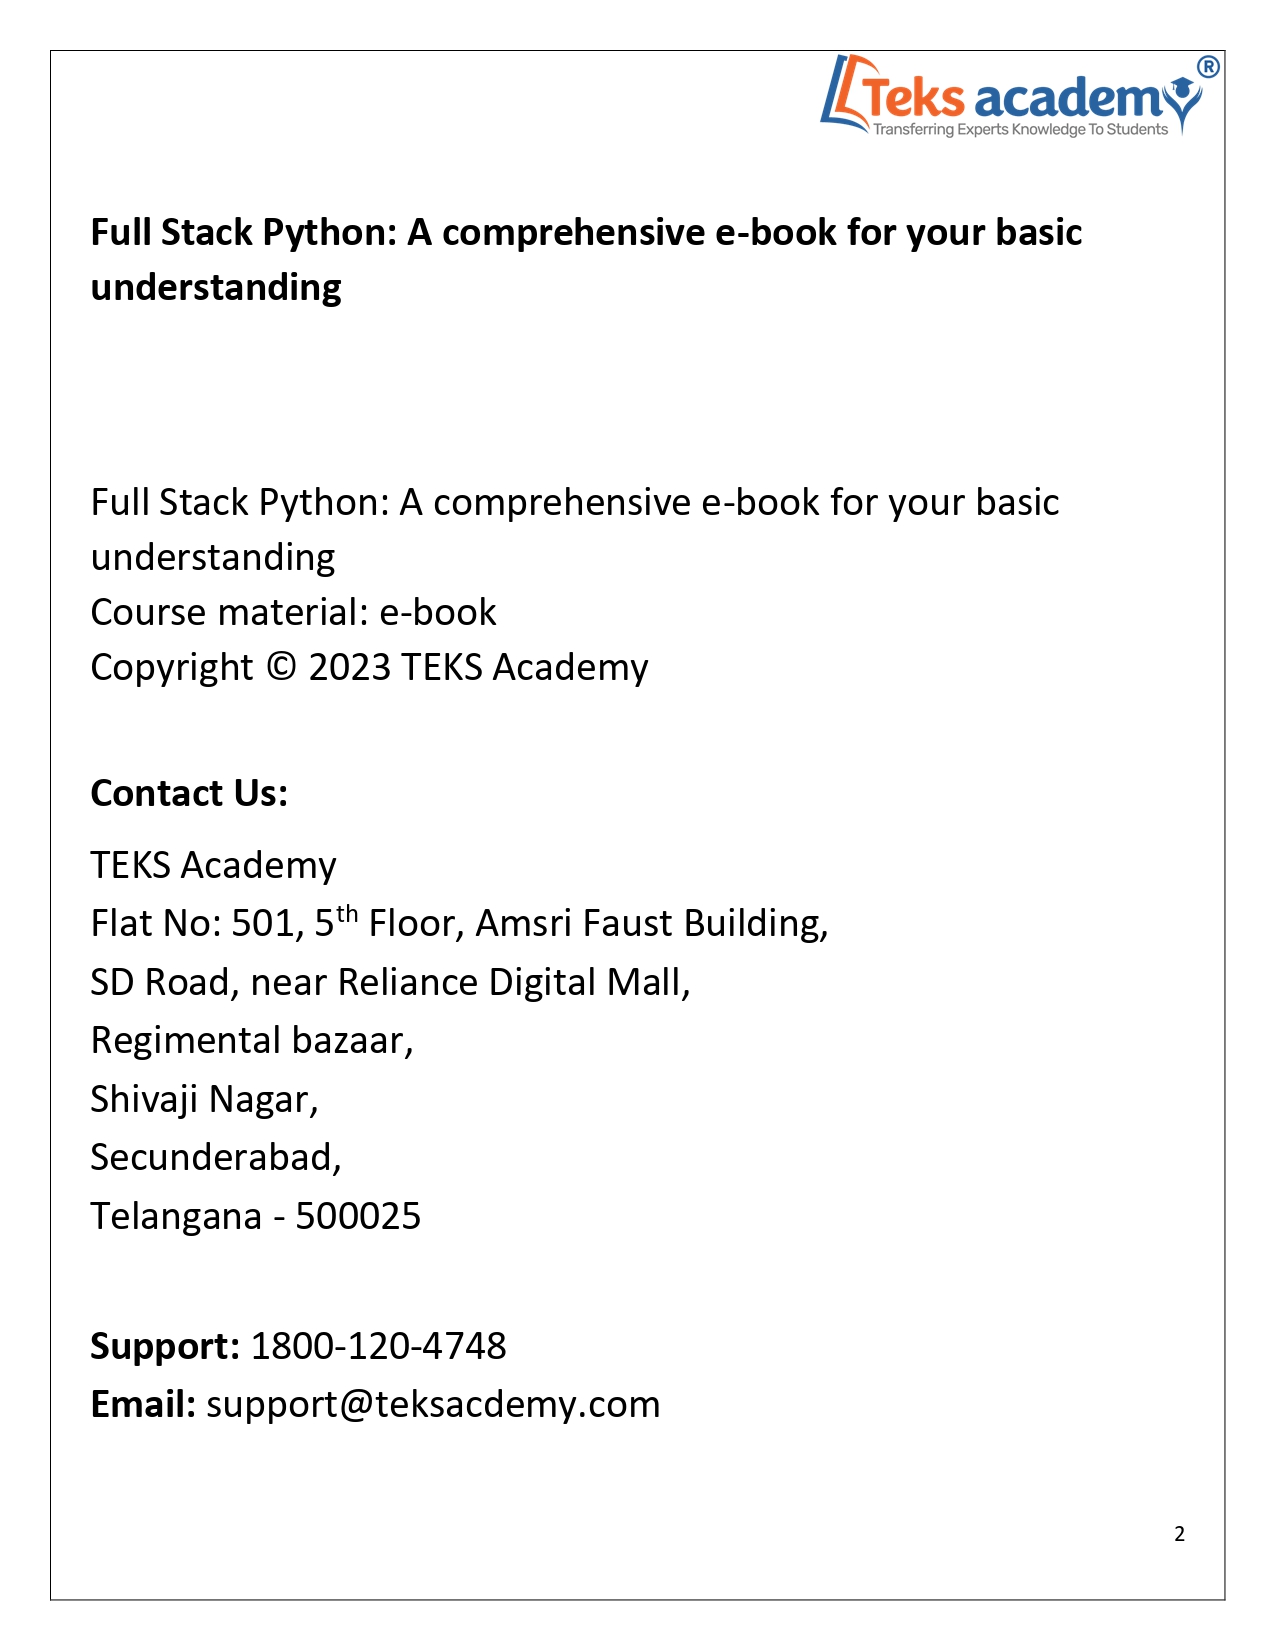 Teks academy®
Transferring Experts Knowledge To Students
Full Stack Python: A comprehensive e-book for your basic
understanding
Full Stack Python: A comprehensive e-book for your basic
understanding
Course material: e-book
Copyright © 2023 TEKS Academy
Contact Us:
TEKS Academy
Flat No: 501, 5th Floor, Amsri Faust Building,
SD Road, near Reliance Digital Mall,
Regimental bazaar,
Shivaji Nagar,
Secunderabad,
Telangana - 500025
Support: 1800-120-4748
Email: support@teksacdemy.com
2